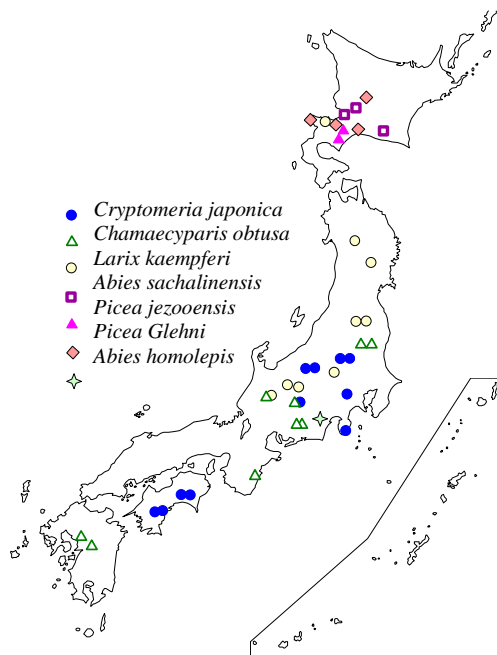 Cryptomeria japonica
Chamaecyparis obtusa
Larix kaempferi
Abies sachalinensis
Picea jezooensis
Picea Glehni
Abies homolepis